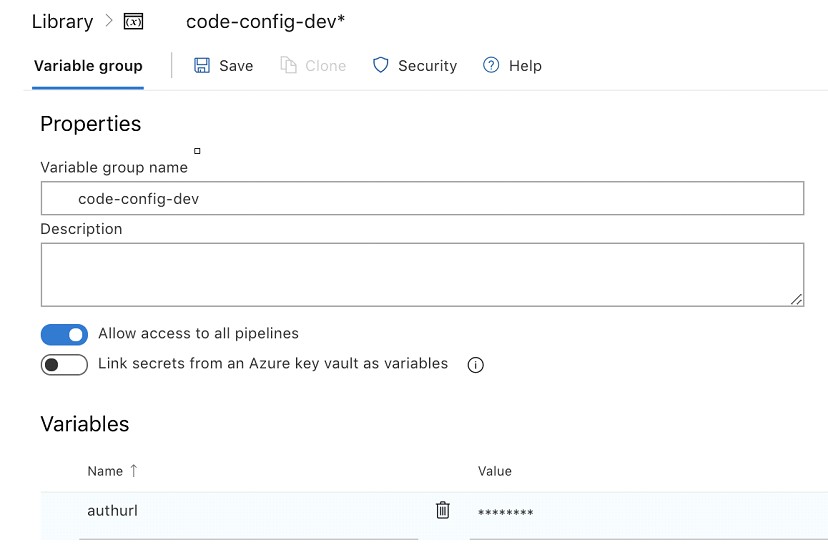 Library > code-config-dev*
Variable group Save Clone Security Help
Properties
Variable group name
code-config-dev
Description
Allow access to all pipelines
Link secrets from an Azure key vault as variables
Variables
Name ↑ Value
authurl ********